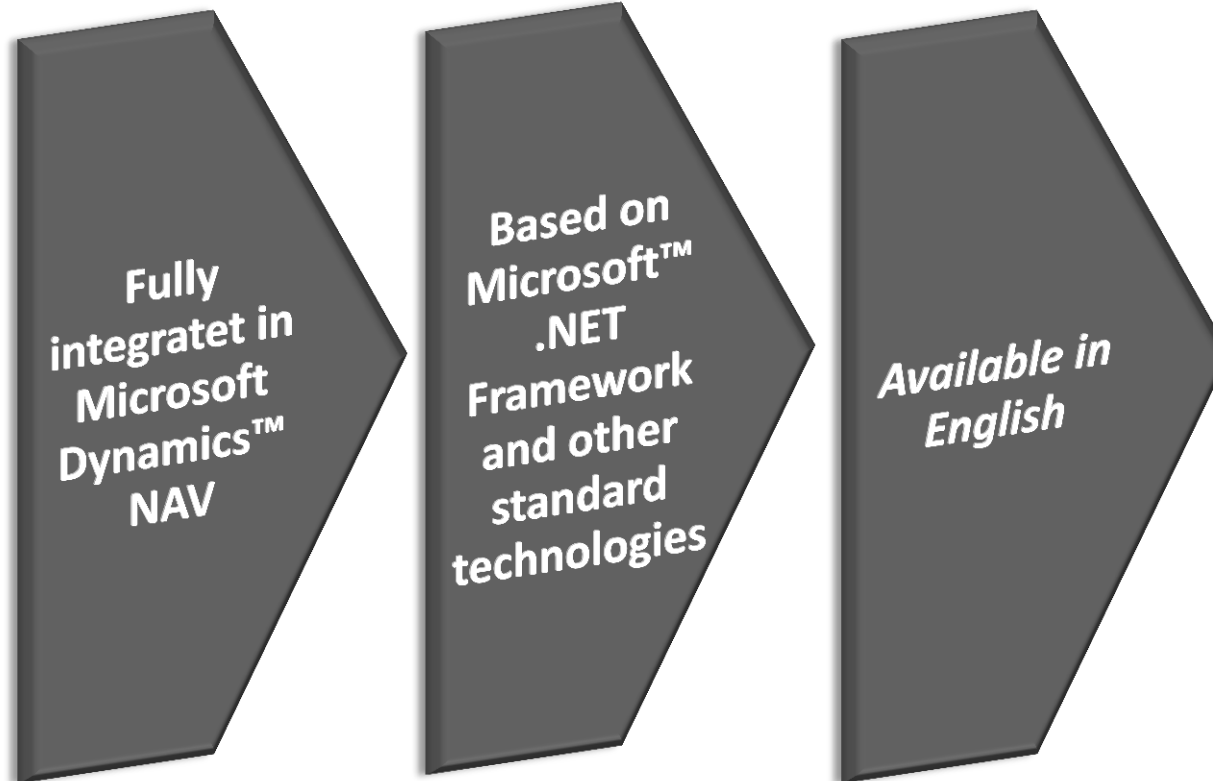 Fully
integratet in
Microsoft
Dynamics™
NAV
Based on
Microsoft™
.NET
Framework
and other
standard
technologies
Available in
English